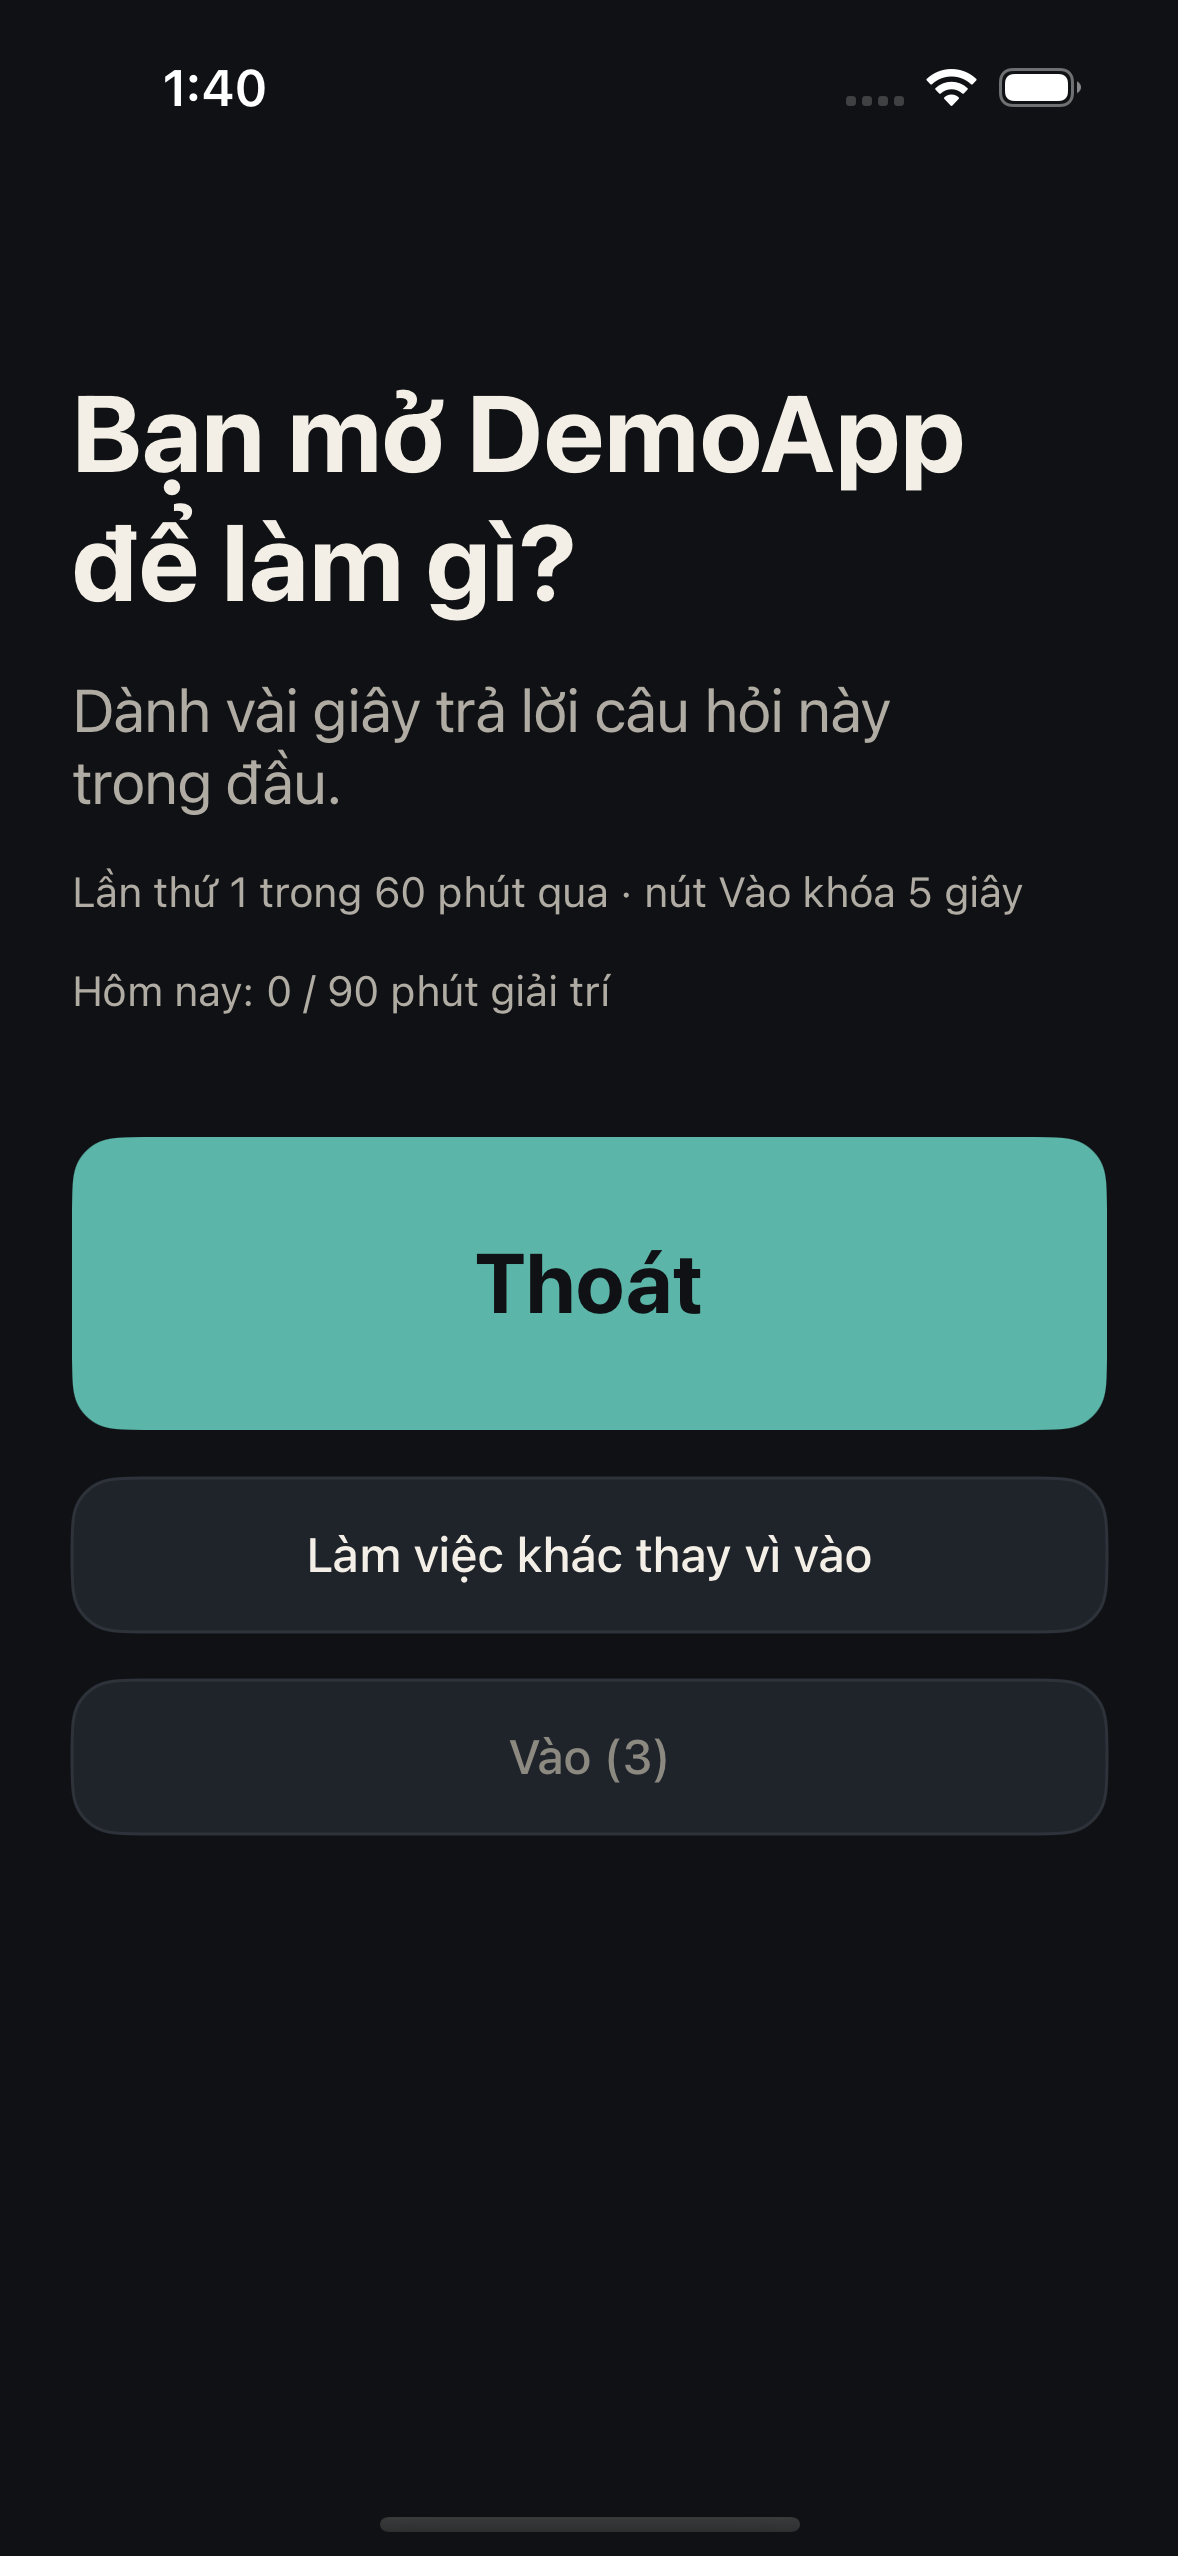 1:40
Bạn mở DemoApp
để làm gì?
Dành vài giây trả lời câu hỏi này
trong đầu.
Lần thứ 1 trong 60 phút qua · nút Vào khóa 5 giây
Hôm nay: 0 / 90 phút giải trí
Thoát
Làm việc khác thay vì vào
Vào (3)